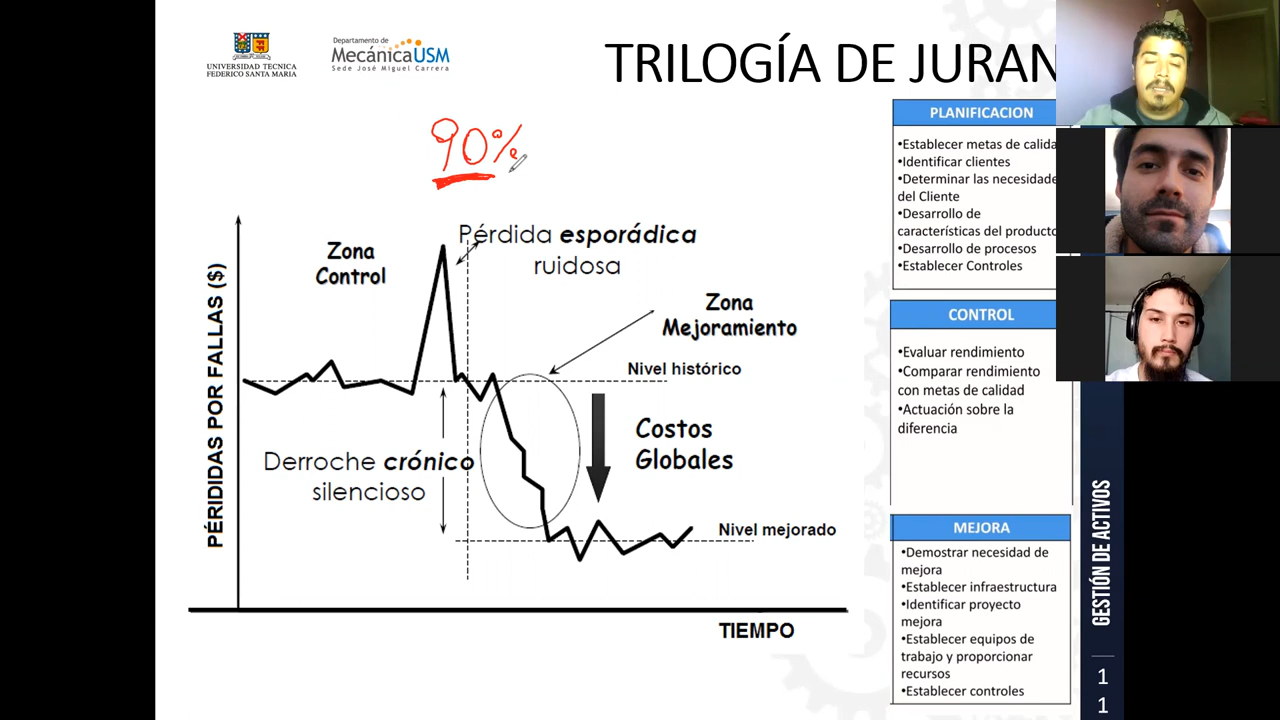 UNIVERSIDAD TECNICA
FEDERICO SANTA MARIA
Departamento de
MecánicaUSM
Sede José Miguel Carrera
TRILOGÍA DE JURAN
90%
PÉRDIDIDAS POR FALLAS ($)
Zona
Control
Pérdida esporádica
ruidosa
Zona
Mejoramiento
Nivel histórico
Derroche crónico
silencioso
Costos
Globales
Nivel mejorado
TIEMPO
PLANIFICACION
•Establecer metas de calida
•Identificar clientes
•Determinar las necesidade
del Cliente
•Desarrollo de
características del producto
•Desarrollo de procesos
•Establecer Controles
CONTROL
•Evaluar rendimiento
•Comparar rendimiento
con metas de calidad
•Actuación sobre la
diferencia
MEJORA
•Demostrar necesidad de
mejora
•Establecer infraestructura
•Identificar proyecto
mejora
•Establecer equipos de
trabajo y proporcionar
recursos
•Establecer controles
GESTIÓN DE ACTIVOS
1
1